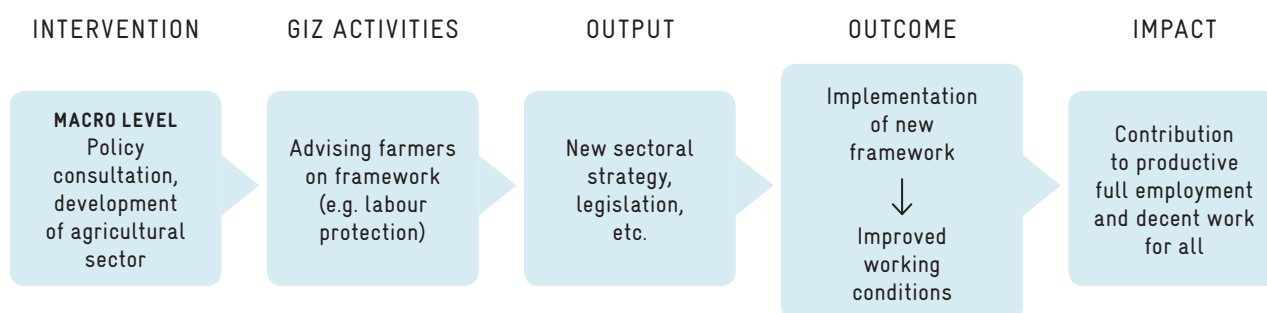 INTERVENTION
GIZ ACTIVITIES
OUTPUT
OUTCOME
IMPACT
MACRO LEVEL
Policy
consultation,
development
of agricultural
sector
Advising farmers
on framework
(e.g. labour
protection)
New sectoral
strategy,
legislation,
etc.
Implementation
of new
framework
Improved
working
conditions
Contribution
to productive
full employment
and decent work
for all